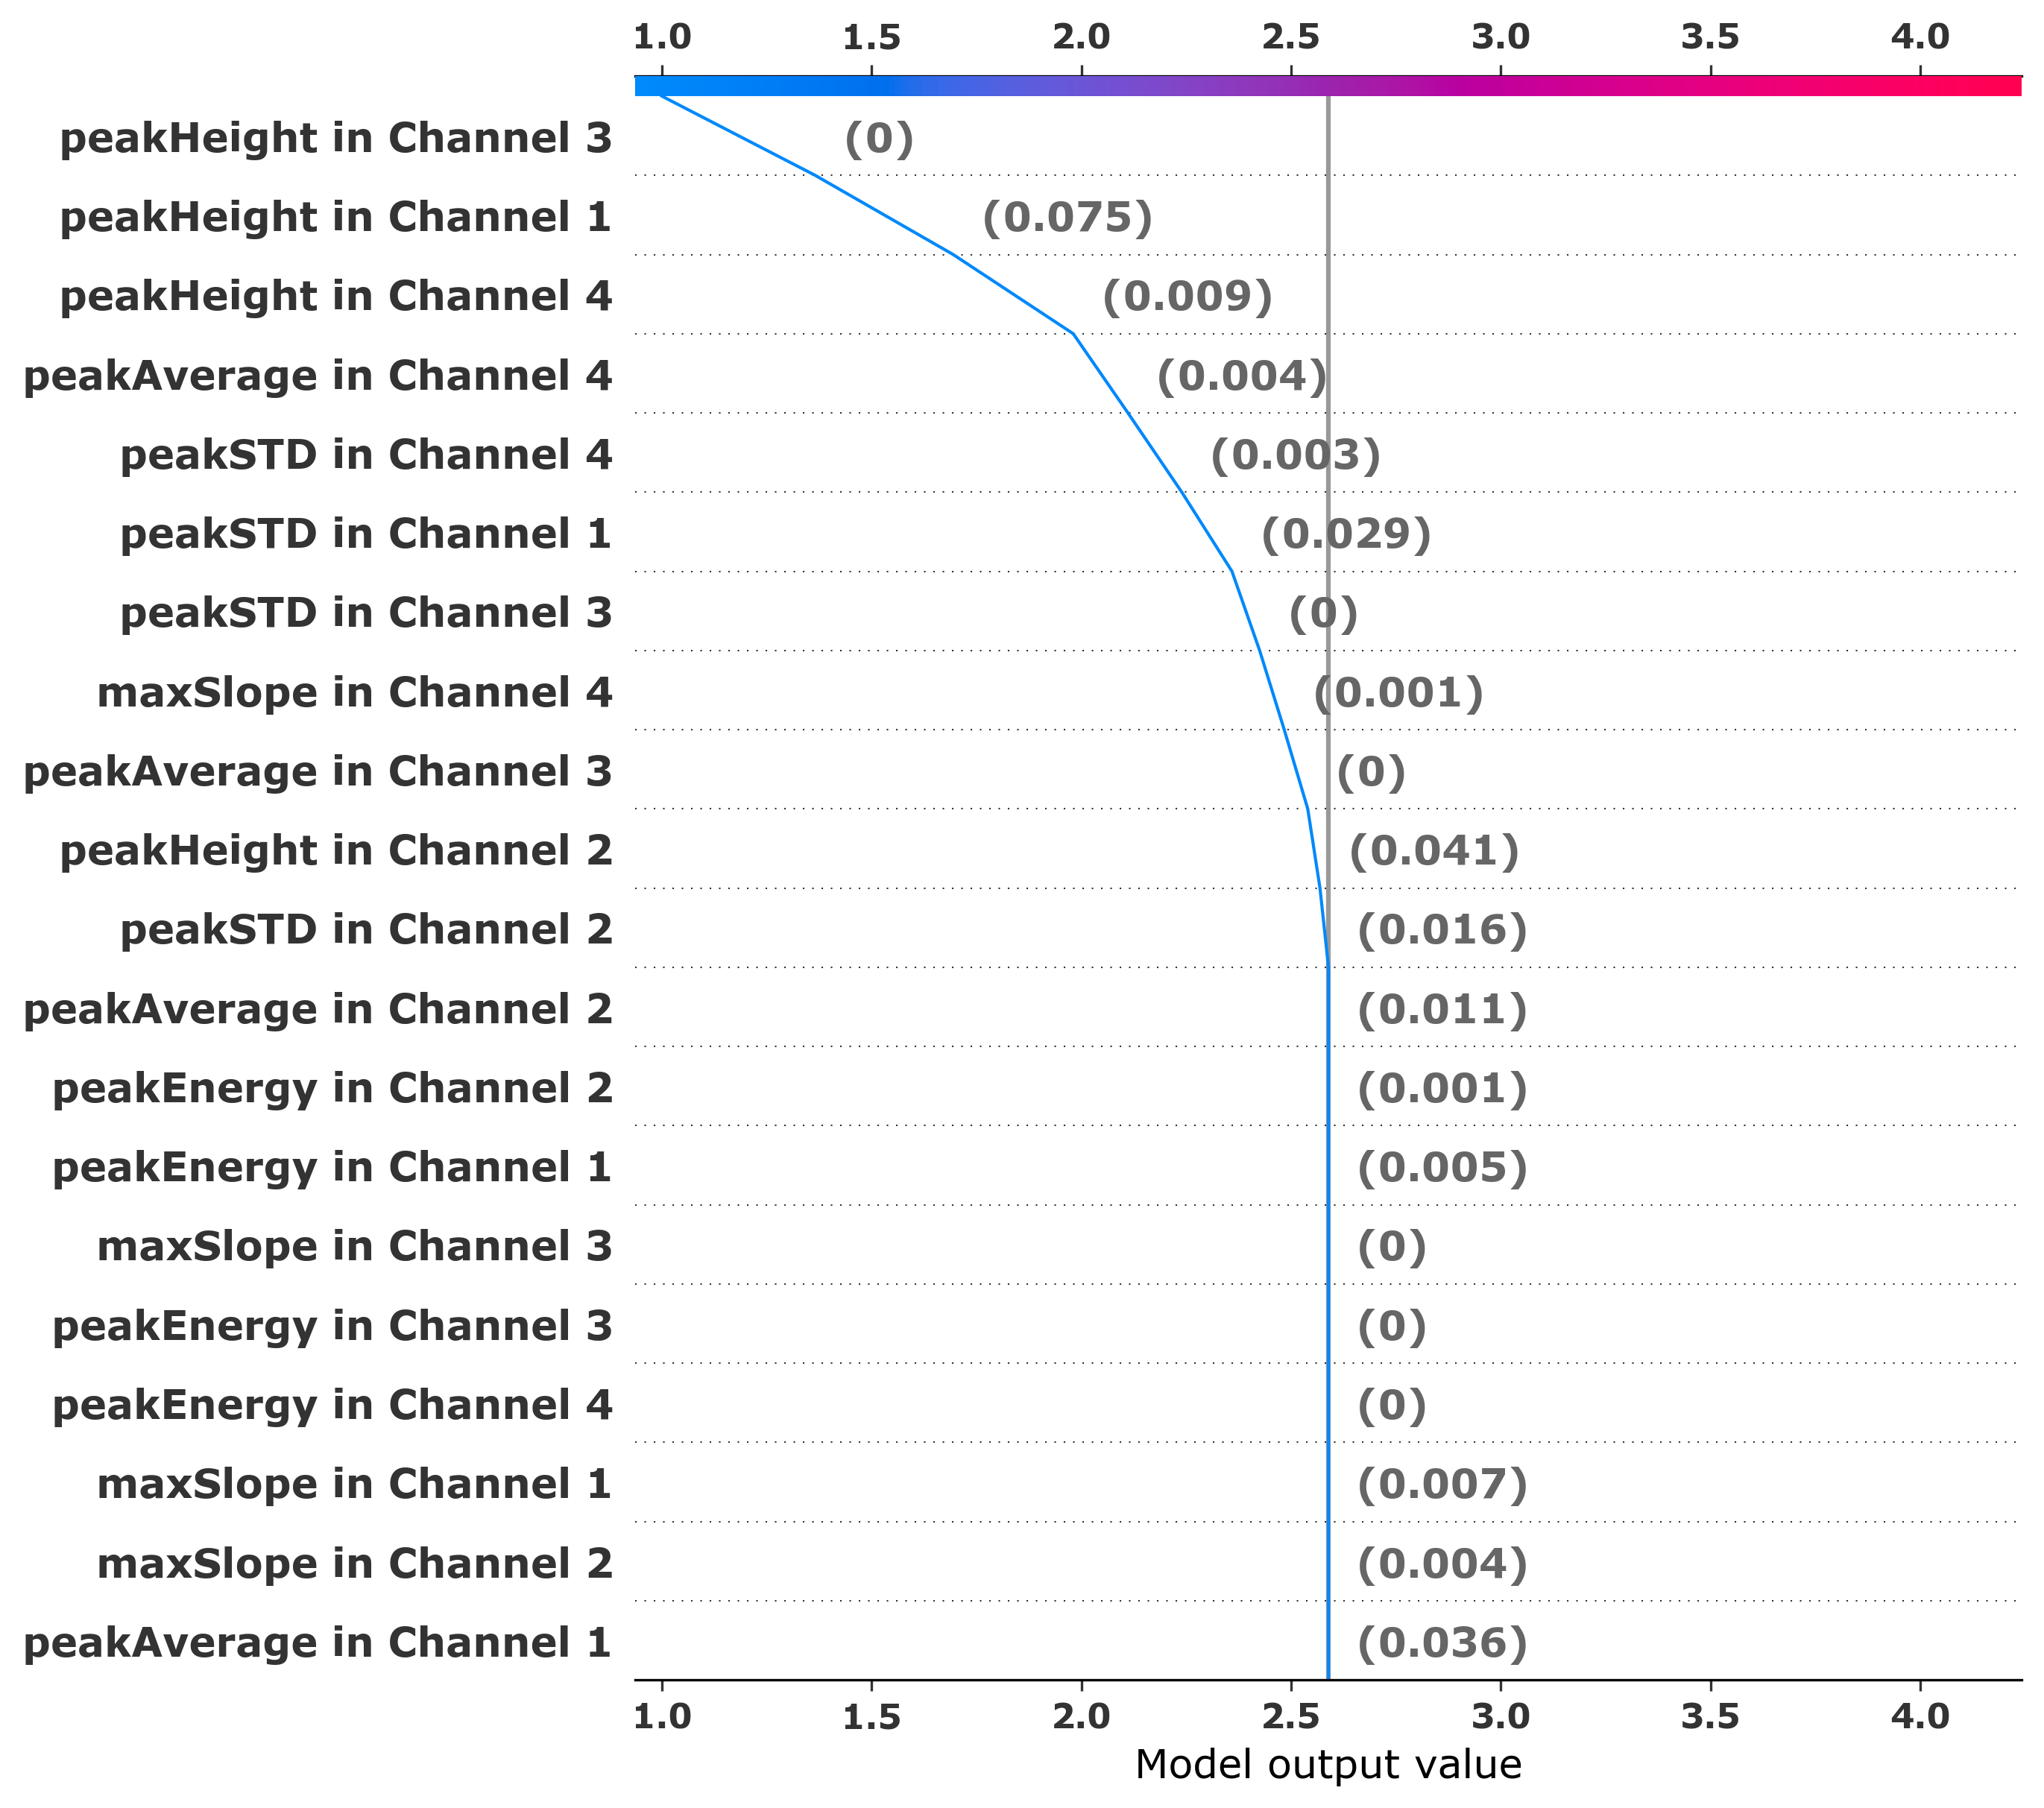 1.0 1.5 2.0 2.5 3.0 3.5 4.0
peakHeight in Channel 3 (0)
peakHeight in Channel 1 (0.075)
peakHeight in Channel 4 (0.009)
peakAverage in Channel 4 (0.004)
peakSTD in Channel 4 (0.003)
peakSTD in Channel 1 (0.029)
peakSTD in Channel 3 (0)
maxSlope in Channel 4 (0.001)
peakAverage in Channel 3 (0)
peakHeight in Channel 2 (0.041)
peakSTD in Channel 2 (0.016)
peakAverage in Channel 2 (0.011)
peakEnergy in Channel 2 (0.001)
peakEnergy in Channel 1 (0.005)
maxSlope in Channel 3 (0)
peakEnergy in Channel 3 (0)
peakEnergy in Channel 4 (0)
maxSlope in Channel 1 (0.007)
maxSlope in Channel 2 (0.004)
peakAverage in Channel 1 (0.036)
1.0 1.5 2.0 2.5 3.0 3.5 4.0
Model output value